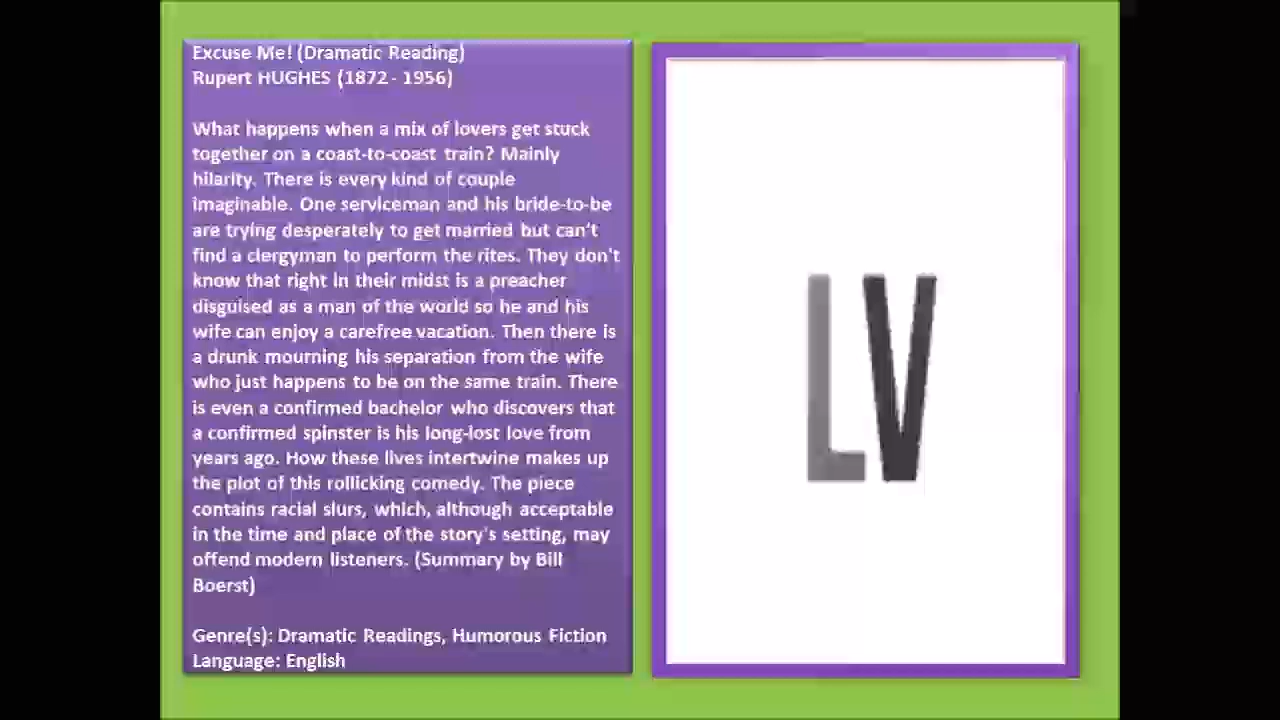 Excuse Me! (Dramatic Reading)
Rupert HUGHES (1872 - 1956)
What happens when a mix of lovers get stuck
together on a coast-to-coast train? Mainly
hilarity. There is every kind of couple
imaginable. One serviceman and his bride-to-be
are trying desperately to get married but can't
find a clergyman to perform the rites. They don't
know that right in their midst is a preacher
disguised as a man of the world so he and his
wife can enjoy a carefree vacation. Then there is
a drunk mourning his separation from the wife
who just happens to be on the same train. There
is even a confirmed bachelor who discovers that
a confirmed spinster is his long-lost love from
years ago. How these lives intertwine makes up
the plot of this rollicking comedy. The piece
contains racial slurs, which, although acceptable
in the time and place of the story's setting, may
offend modern listeners. (Summary by Bill
Boerst)
Genre(s): Dramatic Readings, Humorous Fiction
Language: English
LV